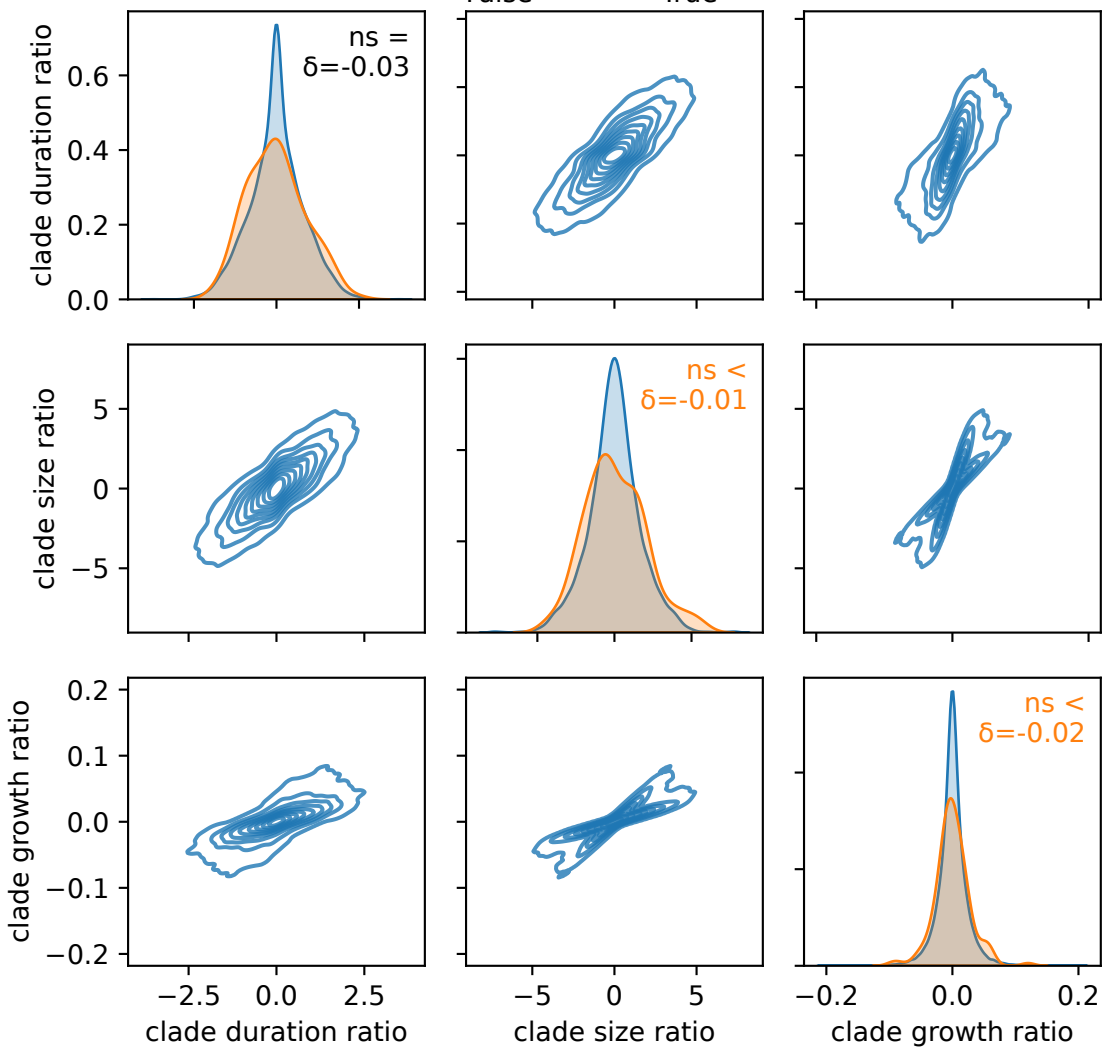 ns =
δ=-0.03
clade duration ratio
0.6
0.4
0.2
0.0
ns <
δ=-0.01
clade size ratio
5
0
−5
ns <
δ=-0.02
clade growth ratio
0.2
0.1
0.0
−0.1
−0.2
−2.5 0.0 2.5
−5 0 5
−0.2 0.0 0.2
clade duration ratio
clade size ratio
clade growth ratio